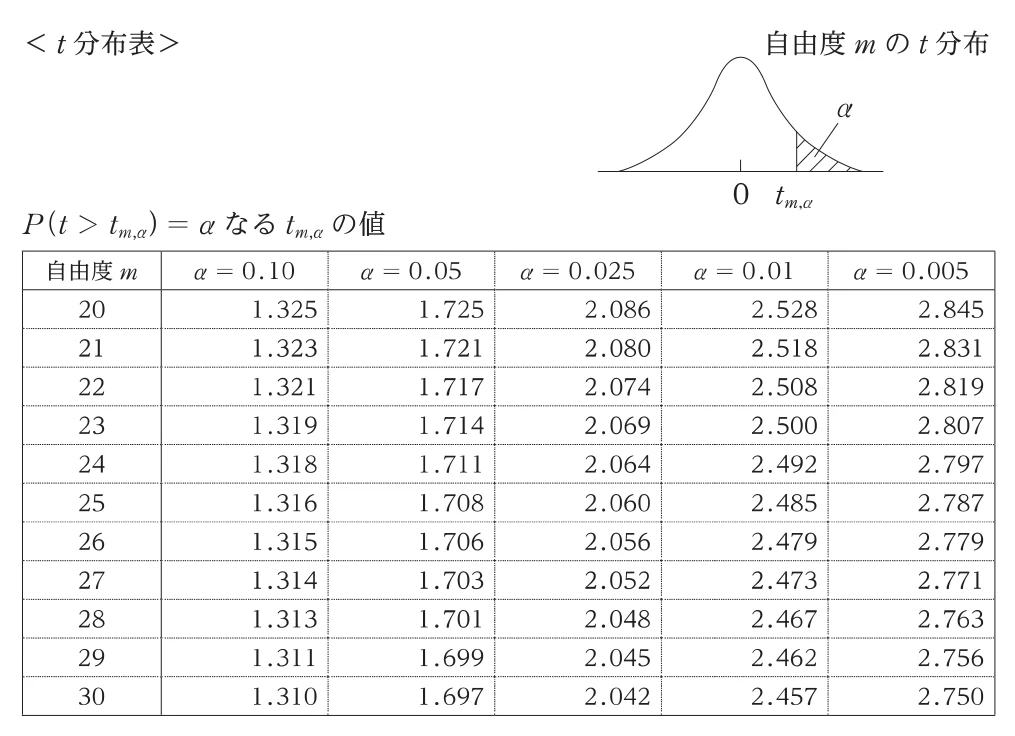 < t 分布表>
自由度 m の t 分布
α
0 t_{m,α}
P(t > t_{m,α}) = α なる t_{m,α} の値
自由度 m α = 0.10 α = 0.05 α = 0.025 α = 0.01 α = 0.005
20 1.325 1.725 2.086 2.528 2.845
21 1.323 1.721 2.080 2.518 2.831
22 1.321 1.717 2.074 2.508 2.819
23 1.319 1.714 2.069 2.500 2.807
24 1.318 1.711 2.064 2.492 2.797
25 1.316 1.708 2.060 2.485 2.787
26 1.315 1.706 2.056 2.479 2.779
27 1.314 1.703 2.052 2.473 2.771
28 1.313 1.701 2.048 2.467 2.763
29 1.311 1.699 2.045 2.462 2.756
30 1.310 1.697 2.042 2.457 2.750